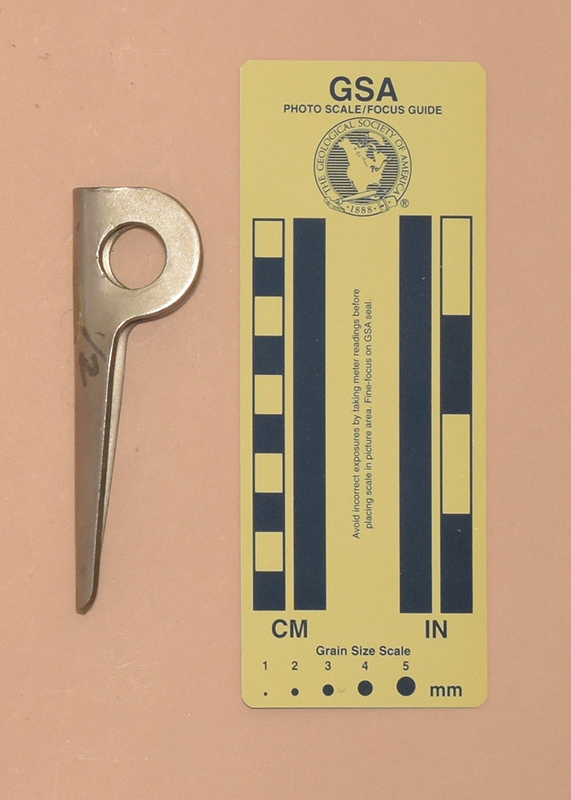 1/2
GSA
PHOTO SCALE/FOCUS GUIDE
THE GEOLOGICAL SOCIETY OF AMERICA
·1888·
®
Avoid incorrect exposures by taking meter readings before
placing scale in picture area. Fine-focus on GSA seal.
CM IN
Grain Size Scale
1 2 3 4 5
mm